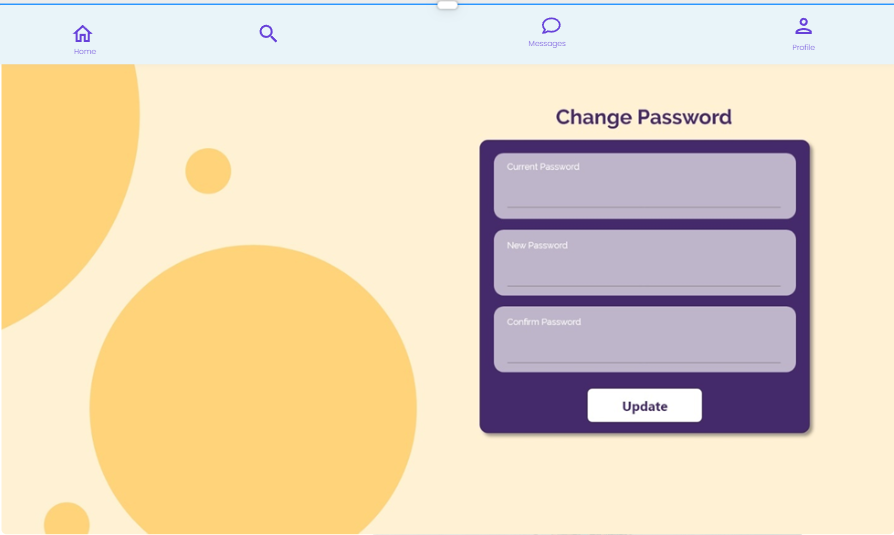 Home
Messages
Profile
Change Password
Current Password
New Password
Confirm Password
Update